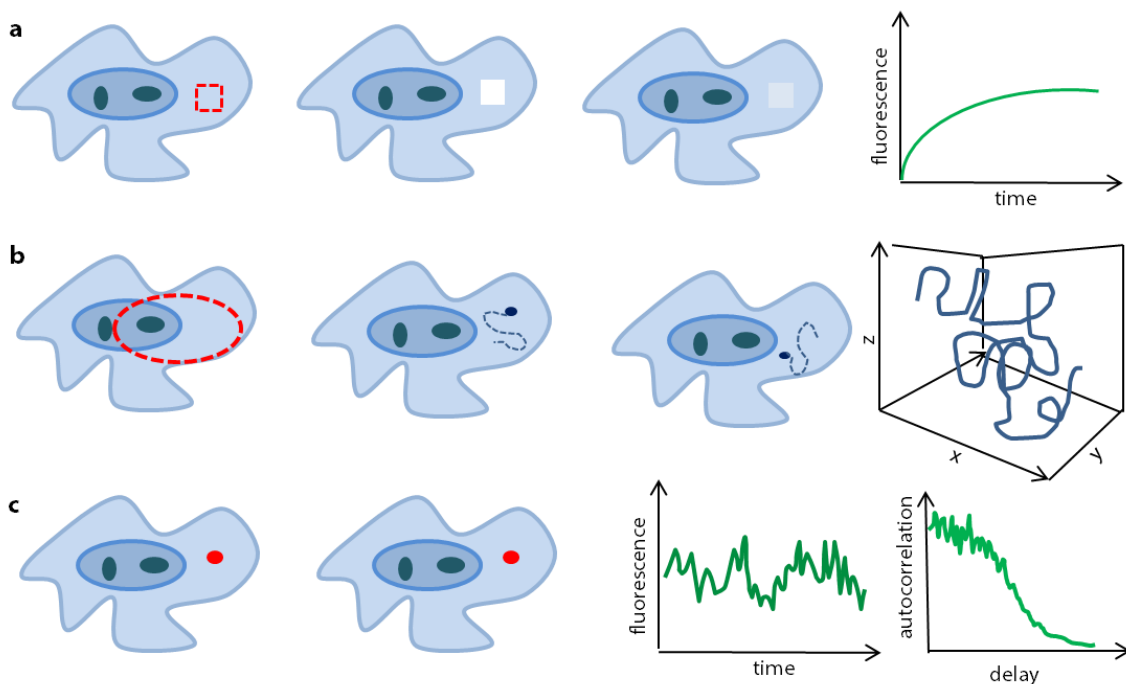 a
fluorescence
time
b
z
x
y
c
fluorescence
time
autocorrelation
delay